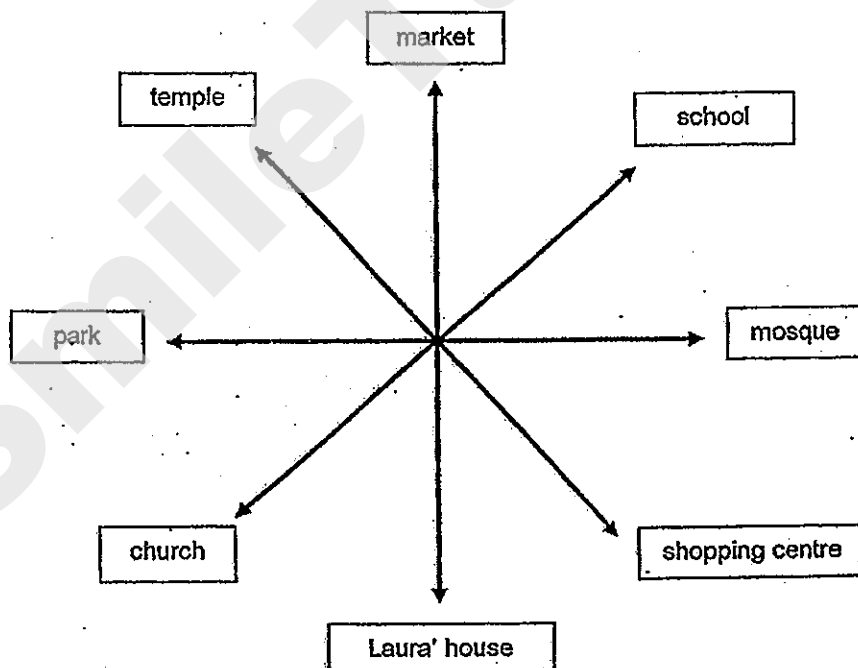 market
temple
school
park
mosque
church
shopping centre
Laura' house